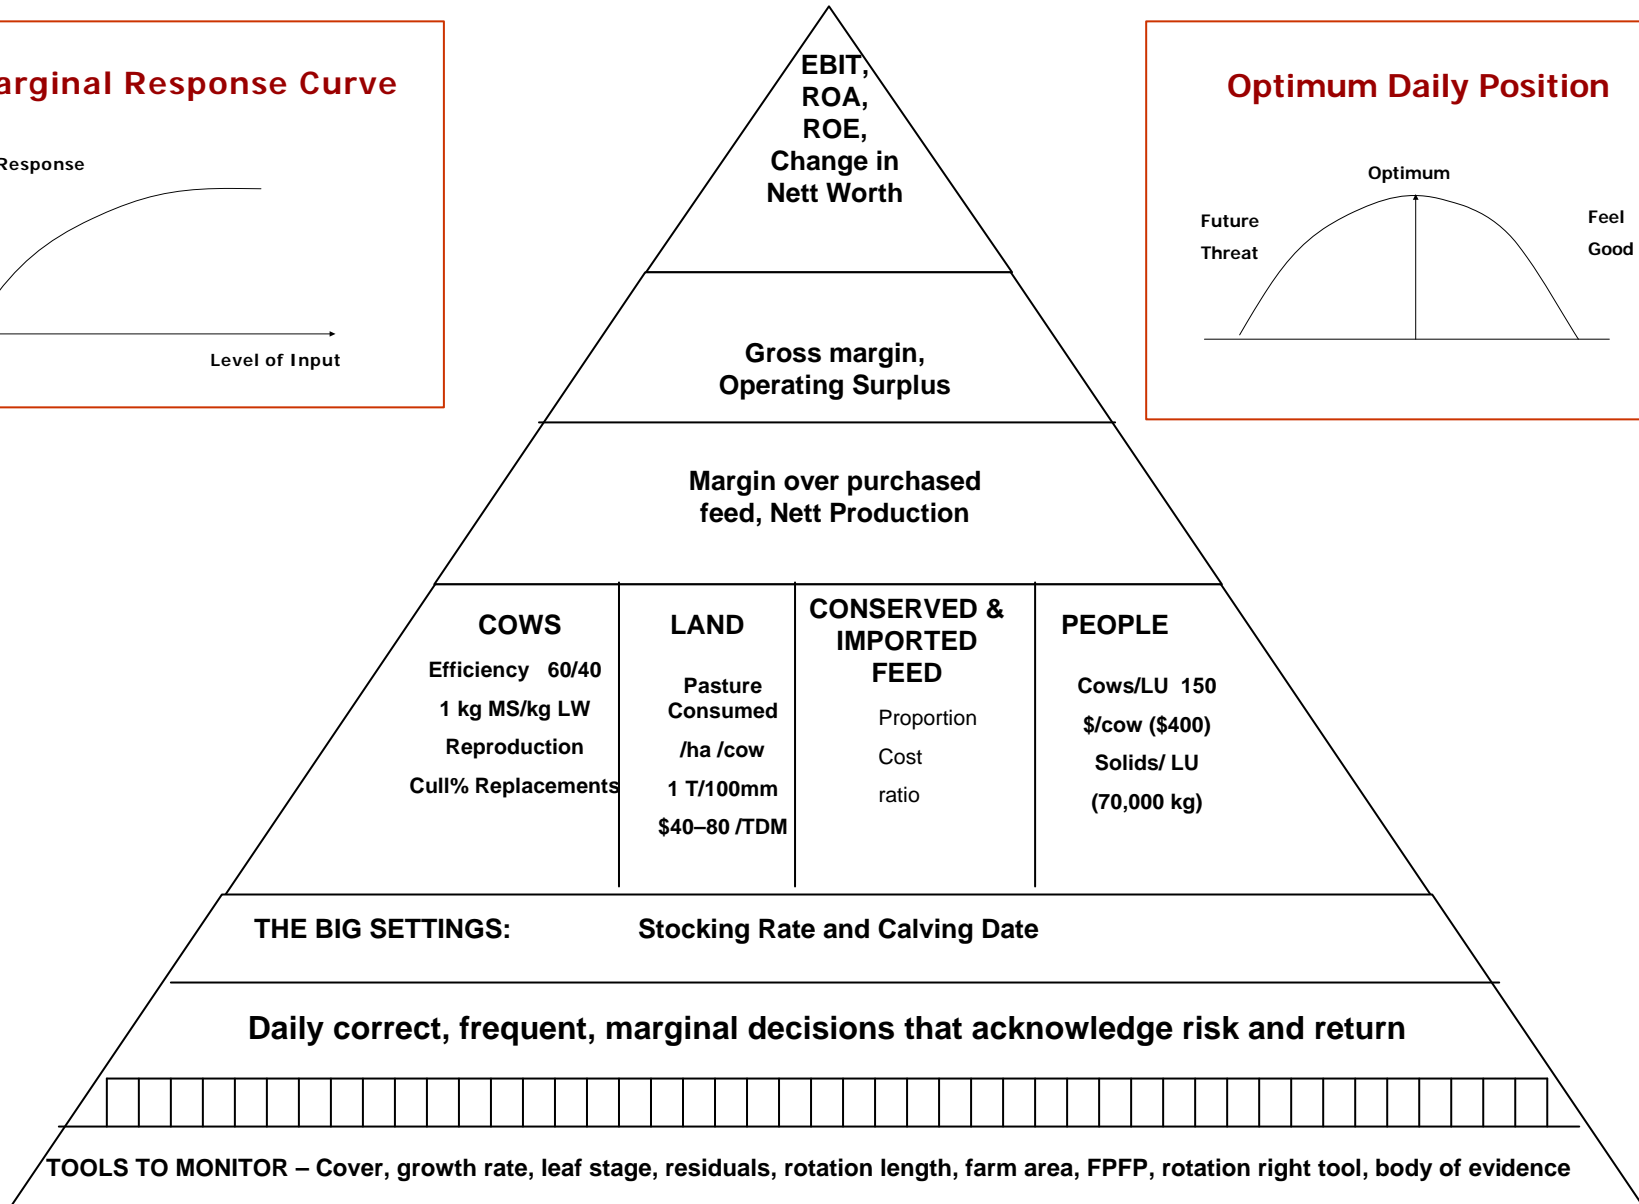 arginal Response Curve
Response
Level of Input
EBIT,
ROA,
ROE,
Change in
Nett Worth
Optimum Daily Position
Optimum
Future
Threat
Feel
Good
Gross margin,
Operating Surplus
Margin over purchased
feed, Nett Production
COWS
Efficiency 60/40
1 kg MS/kg LW
Reproduction
Cull% Replacements
LAND
Pasture
Consumed
/ha /cow
1 T/100mm
$40–80 /TDM
CONSERVED &
IMPORTED
FEED
Proportion
Cost
ratio
PEOPLE
Cows/LU 150
$/cow ($400)
Solids/ LU
(70,000 kg)
THE BIG SETTINGS: Stocking Rate and Calving Date
Daily correct, frequent, marginal decisions that acknowledge risk and return
TOOLS TO MONITOR – Cover, growth rate, leaf stage, residuals, rotation length, farm area, FPFP, rotation right tool, body of evidence